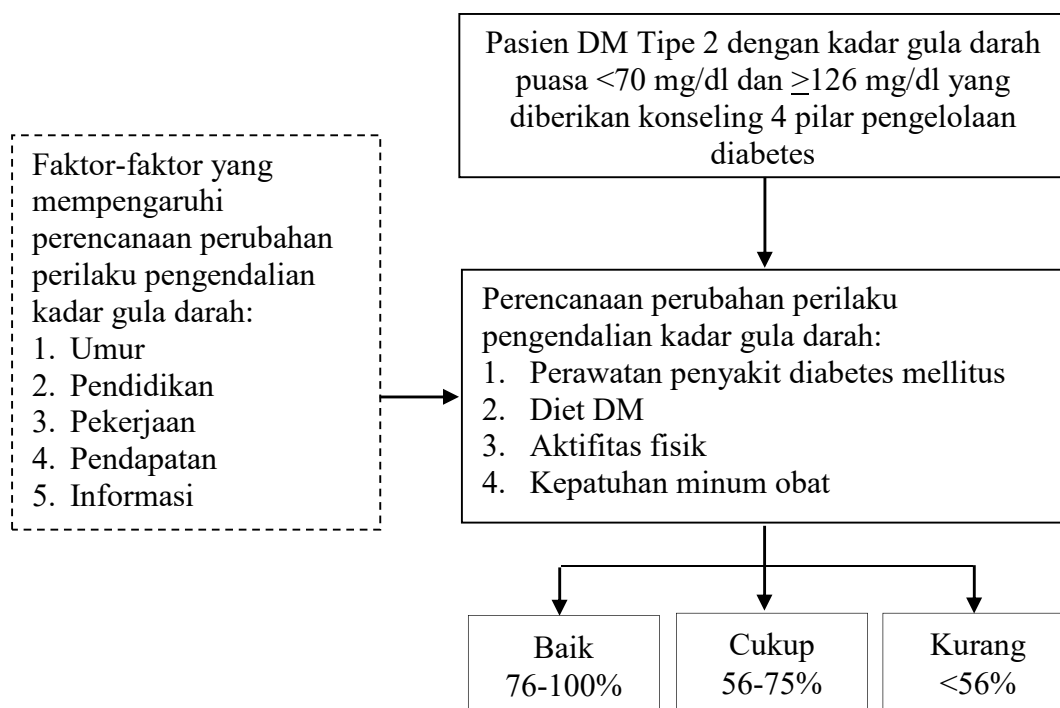 Pasien DM Tipe 2 dengan kadar gula darah
puasa <70 mg/dl dan ≥126 mg/dl yang
diberikan konseling 4 pilar pengelolaan
diabetes
Faktor-faktor yang
mempengaruhi
perencanaan perubahan
perilaku pengendalian
kadar gula darah:
1. Umur
2. Pendidikan
3. Pekerjaan
4. Pendapatan
5. Informasi
Perencanaan perubahan perilaku
pengendalian kadar gula darah:
1. Perawatan penyakit diabetes mellitus
2. Diet DM
3. Aktifitas fisik
4. Kepatuhan minum obat
Baik
76-100%
Cukup
56-75%
Kurang
<56%